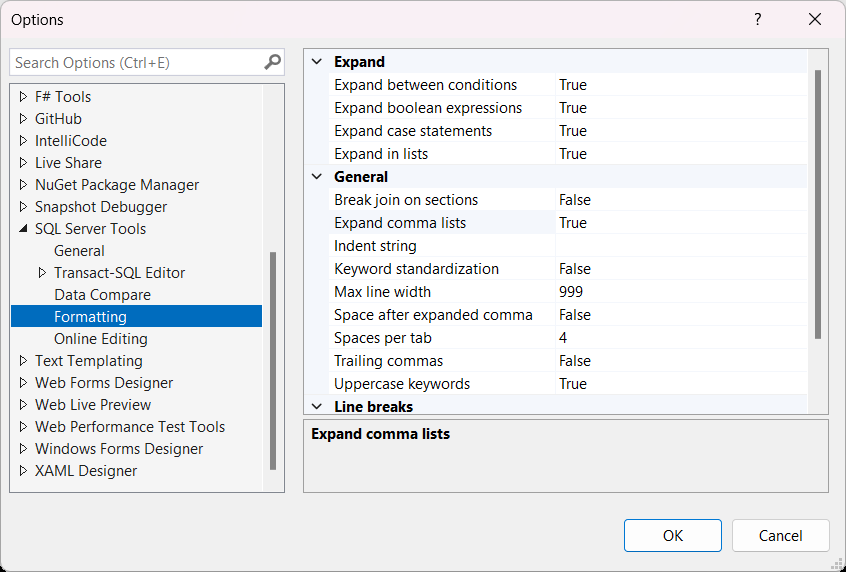 Options
?
Search Options (Ctrl+E)
F# Tools
GitHub
IntelliCode
Live Share
NuGet Package Manager
Snapshot Debugger
SQL Server Tools
General
Transact-SQL Editor
Data Compare
Formatting
Online Editing
Text Templating
Web Forms Designer
Web Live Preview
Web Performance Test Tools
Windows Forms Designer
XAML Designer
Expand
Expand between conditions True
Expand boolean expressions True
Expand case statements True
Expand in lists True
General
Break join on sections False
Expand comma lists True
Indent string
Keyword standardization False
Max line width 999
Space after expanded comma False
Spaces per tab 4
Trailing commas False
Uppercase keywords True
Line breaks
Expand comma lists
OK Cancel